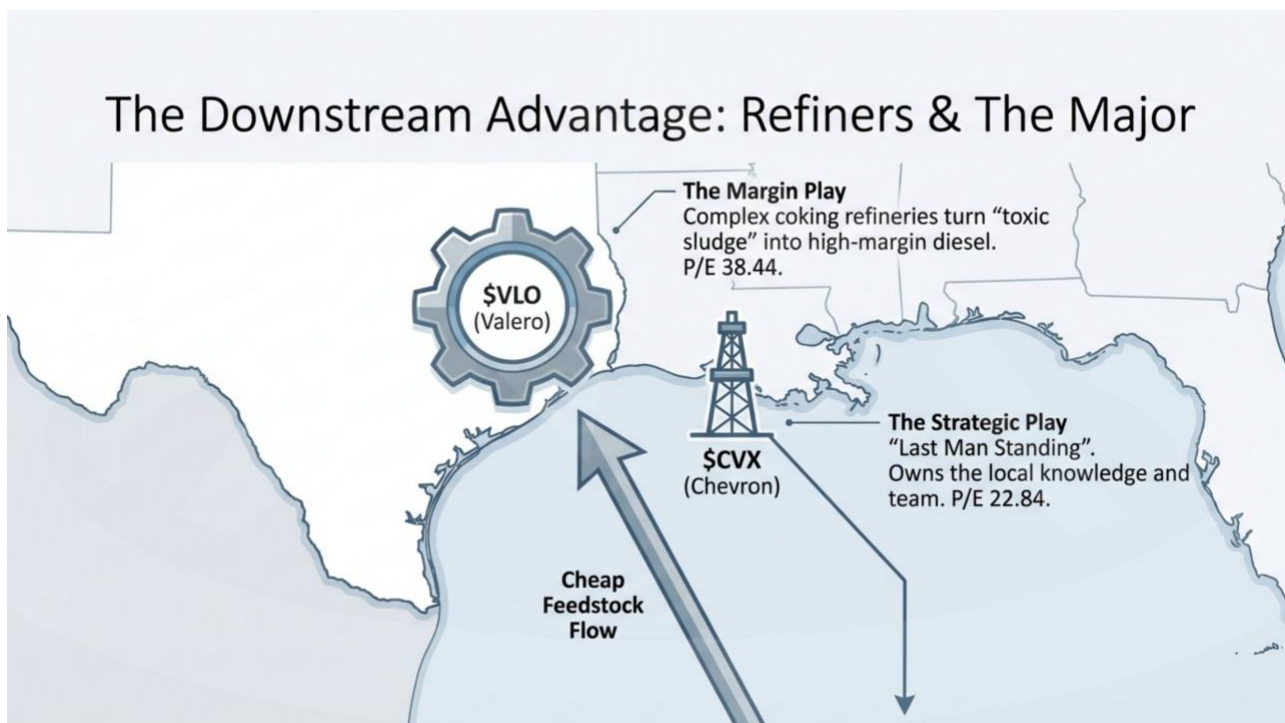 The Downstream Advantage: Refiners & The Major
The Margin Play
Complex coking refineries turn “toxic
sludge” into high-margin diesel.
P/E 38.44.
$VLO
(Valero)
The Strategic Play
“Last Man Standing”.
Owns the local knowledge and
team. P/E 22.84.
$CVX
(Chevron)
Cheap
Feedstock
Flow